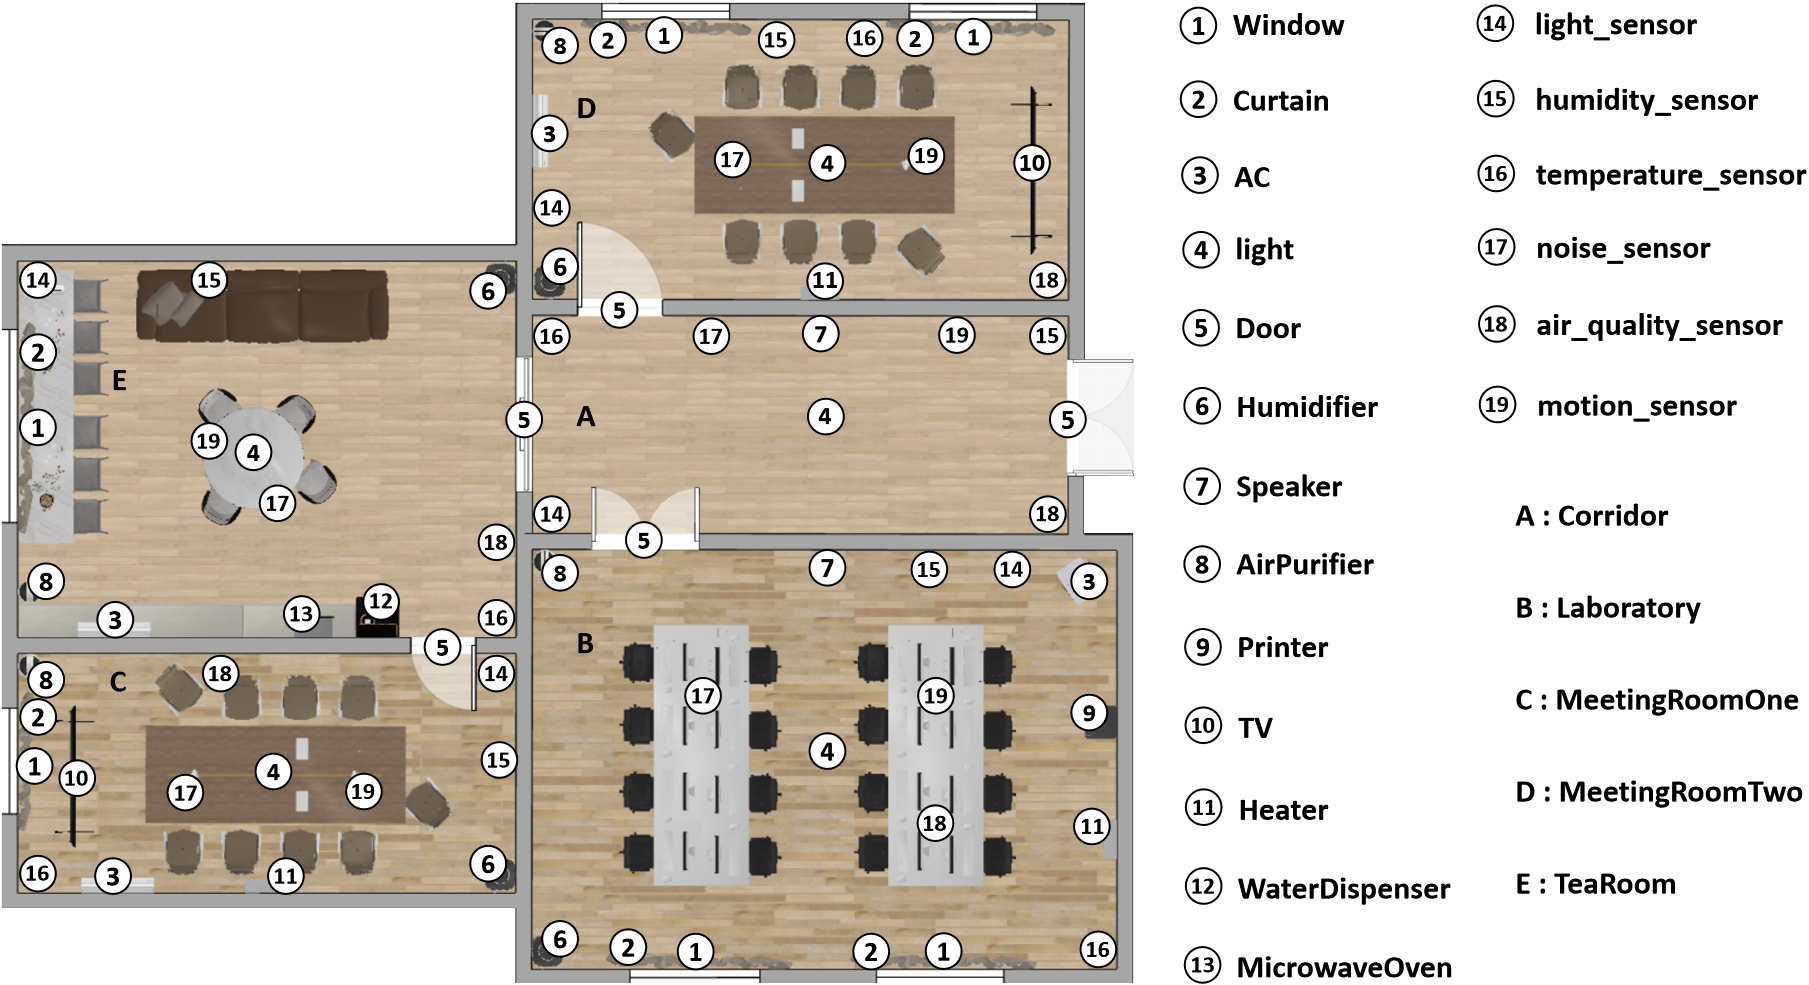 8 2 1 15 16 2 1
D
3 17 4 19 10
14
6 11 18
5
14 15 6
16 17 7 19 15
2
E
1
5 A 4 5
19 4
17
14 18
18 5
8 7 15 14 3
8
3 13 12 16
5 B
C 18 14
8
2 17 19 9
1 10 4 15 4
17 19
18 11
16 3 11 6
6 2 1 2 1 16
1 Window
2 Curtain
3 AC
4 light
5 Door
6 Humidifier
7 Speaker
8 AirPurifier
9 Printer
10 TV
11 Heater
12 WaterDispenser
13 MicrowaveOven
14 light_sensor
15 humidity_sensor
16 temperature_sensor
17 noise_sensor
18 air_quality_sensor
19 motion_sensor
A : Corridor
B : Laboratory
C : MeetingRoomOne
D : MeetingRoomTwo
E : TeaRoom